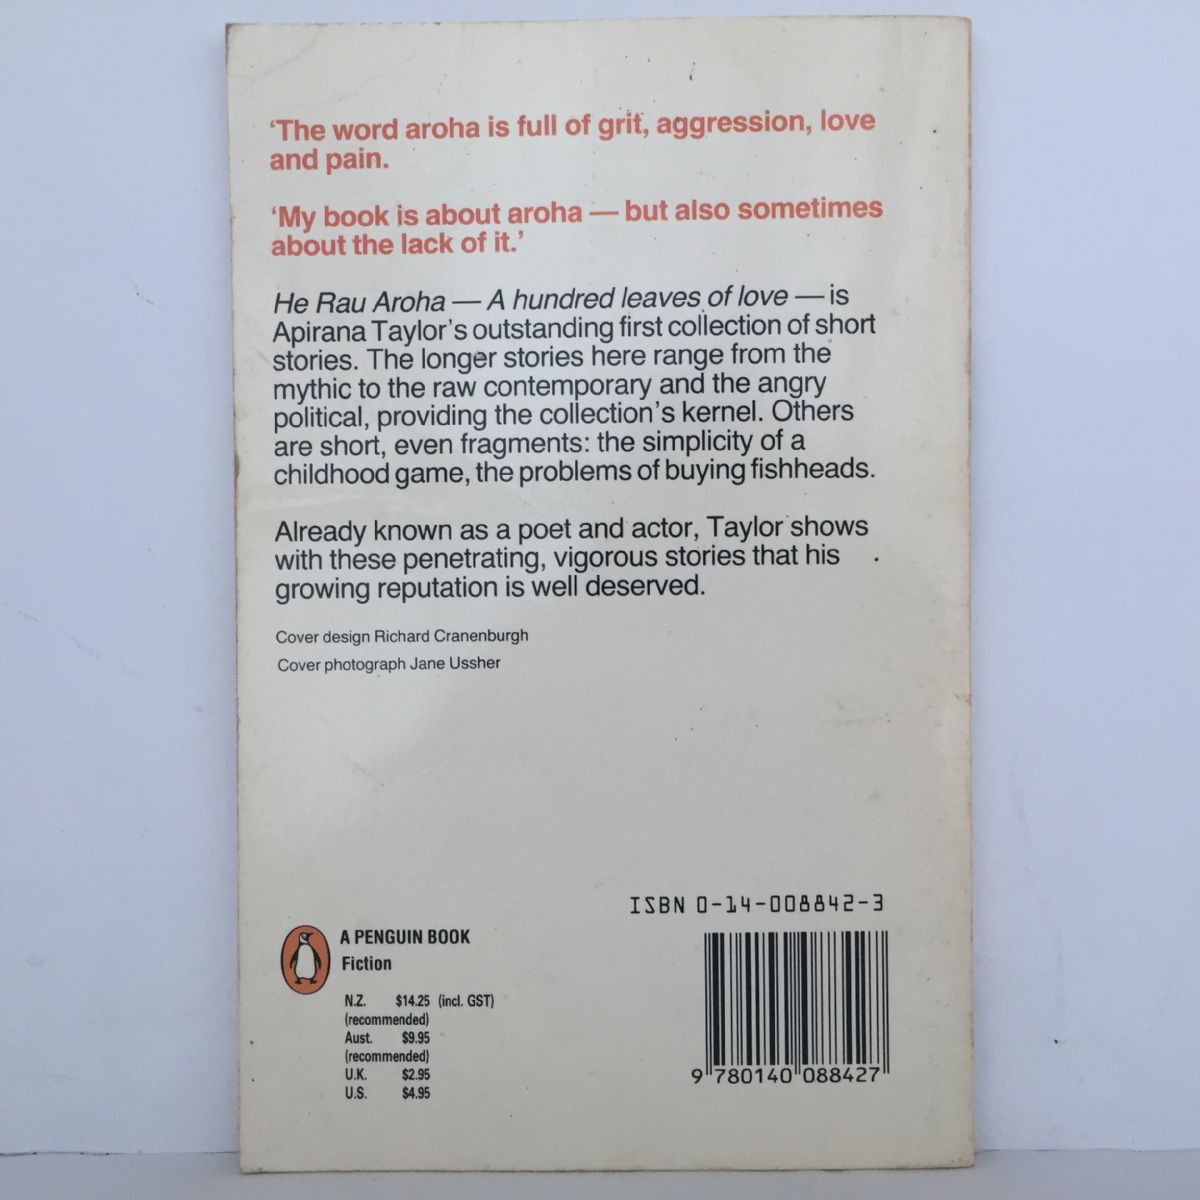 ‘The word aroha is full of grit, aggression, love
and pain.
‘My book is about aroha — but also sometimes
about the lack of it.’
He Rau Aroha — A hundred leaves of love — is
Apirana Taylor’s outstanding first collection of short
stories. The longer stories here range from the
mythic to the raw contemporary and the angry
political, providing the collection’s kernel. Others
are short, even fragments: the simplicity of a
childhood game, the problems of buying fishheads.
Already known as a poet and actor, Taylor shows
with these penetrating, vigorous stories that his
growing reputation is well deserved.
Cover design Richard Cranenburgh
Cover photograph Jane Ussher
A PENGUIN BOOK
Fiction
N.Z. $14.25 (incl. GST)
(recommended)
Aust. $9.95
(recommended)
U.K. $2.95
U.S. $4.95
ISBN 0-14-008842-3
9 780140 088427